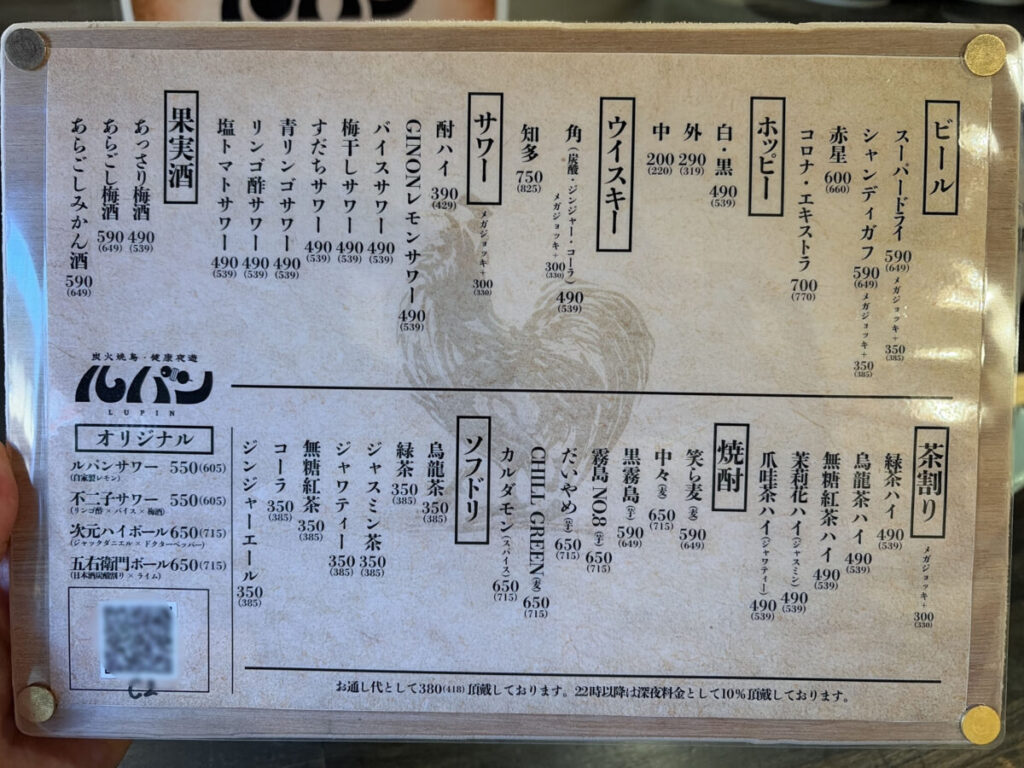 ビール
スーパードライ 590(649) メガジョッキ+350(385)
シャンディガフ 590(649) メガジョッキ+350(385)
赤星 600(660)
コロナ・エキストラ 700(770)
ホッピー
白・黒 490(539)
外 290(319)
中 200(220)
ウイスキー
角(炭酸・ジンジャー・コーラ) 490(539)
メガジョッキ+300(330)
知多 750(825)
サワー メガジョッキ+300(330)
酎ハイ 390(429)
GINONレモンサワー 490(539)
バイスサワー 490(539)
梅干しサワー 490(539)
すだちサワー 490(539)
青リンゴサワー 490(539)
リンゴ酢サワー 490(539)
塩トマトサワー 490(539)
果実酒
あっさり梅酒 490(539)
あらごし梅酒 590(649)
あらごしみかん酒 590(649)
茶割り メガジョッキ+300(330)
緑茶ハイ 490(539)
烏龍茶ハイ 490(539)
無糖紅茶ハイ 490(539)
茉莉花ハイ(ジャスミン) 490(539)
爪哇茶ハイ(ジャワティー) 490(539)
焼酎
笑ら麦(麦) 590(649)
中々(麦) 650(715)
黒霧島(芋) 590(649)
霧島 NO8(芋) 650(715)
だいやめ(芋) 650(715)
CHILL GREEN(麦) 650(715)
カルダモン(スパイス) 650(715)
ソフドリ
烏龍茶 350(385)
緑茶 350(385)
ジャスミン茶 350(385)
ジャワティー 350(385)
無糖紅茶 350(385)
コーラ 350(385)
ジンジャーエール 350(385)
炭火焼鳥・健康夜遊
ルパン
LUPIN
オリジナル
ルパンサワー 550(605)
(自家製レモン)
不二子サワー 550(605)
(リンゴ酢×バイス×梅酒)
次元ハイボール 650(715)
(ジャックダニエル×ドクターペッパー)
五右衛門ボール 650(715)
(日本酒炭酸割り×ライム)
C2
お通し代として380(418)頂戴しております。22時以降は深夜料金として10%頂戴しております。